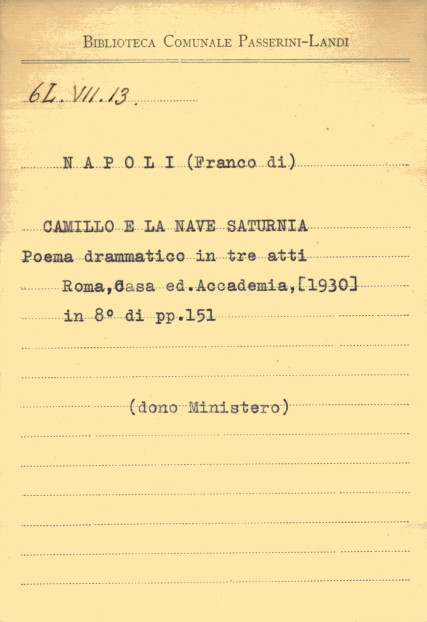 BIBLIOTECA COMUNALE PASSERINI-LANDI
6L.VII.13.
NAPOLI (Franco di)
CAMILLO E LA NAVE SATURNIA
Poema drammatico in tre atti
Roma,Casa ed.Accademia,[1930]
in 8° di pp.151
(dono Ministero)